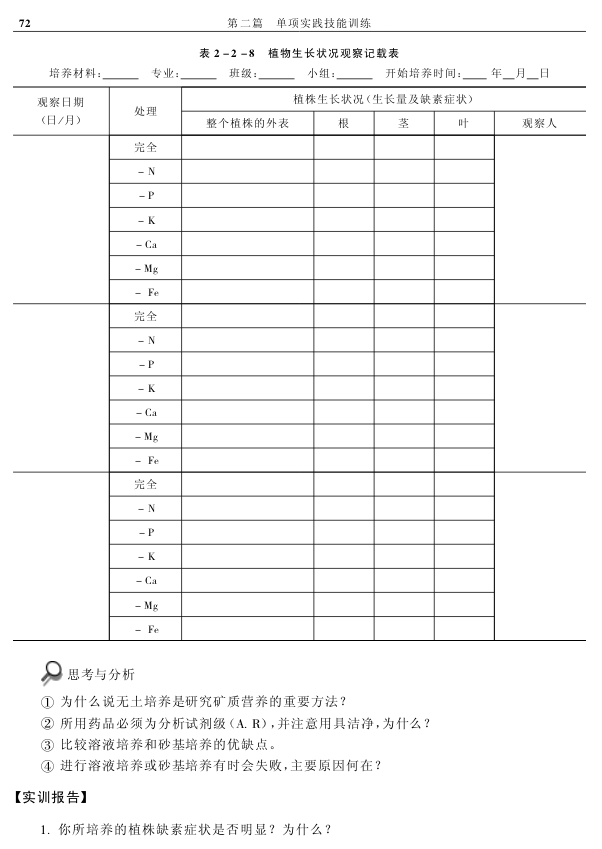 72
第二篇 单项实践技能训练
表 2-2-8 植物生长状况观察记载表
培养材料:______ 专业:______ 班级:______ 小组:______ 开始培养时间:____ 年__月__日
观察日期
(日/月)
处理
植株生长状况(生长量及缺素症状)
整个植株的外表 根 茎 叶 观察人
完全
- N
- P
- K
- Ca
- Mg
- Fe
完全
- N
- P
- K
- Ca
- Mg
- Fe
完全
- N
- P
- K
- Ca
- Mg
- Fe
思考与分析
① 为什么说无土培养是研究矿质营养的重要方法?
② 所用药品必须为分析试剂级(A. R),并注意用具洁净,为什么?
③ 比较溶液培养和砂基培养的优缺点。
④ 进行溶液培养或砂基培养有时会失败,主要原因何在?
【实训报告】
1. 你所培养的植株缺素症状是否明显? 为什么?